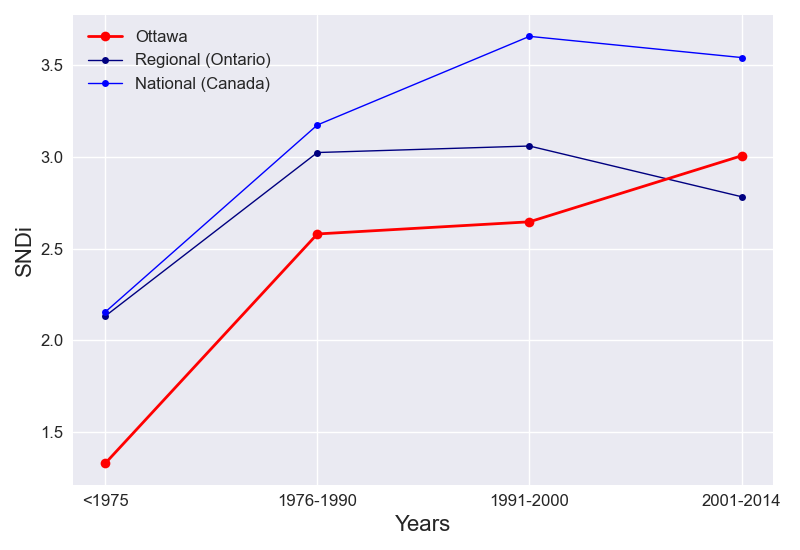 Ottawa
Regional (Ontario)
National (Canada)
3.5
3.0
2.5
2.0
1.5
SNDi
<1975
1976-1990
1991-2000
2001-2014
Years